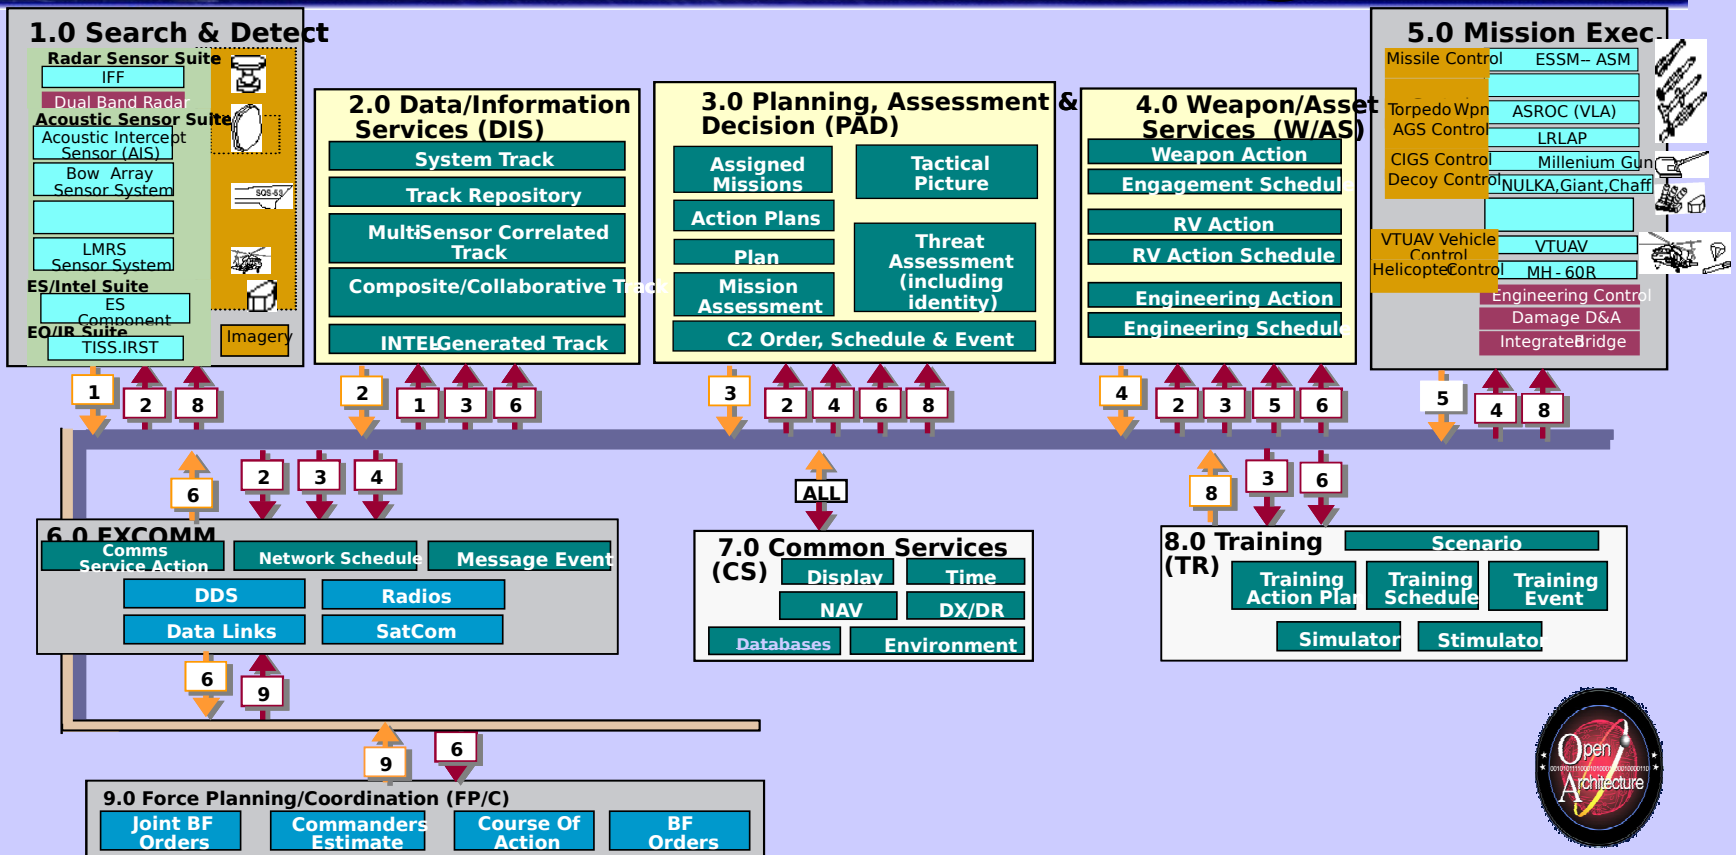 1.0 Search & Detect
Radar Sensor Suite
IFF
Dual Band Radar
Acoustic Sensor Suite
Acoustic Intercept
Sensor (AIS)
Bow Array
Sensor System
LMRS
Sensor System
ES/Intel Suite
ES
Component
EO/IR Suite
TISS.IRST
SQS-53
Imagery
2.0 Data/Information
Services (DIS)
System Track
Track Repository
Multi-Sensor Correlated
Track
Composite/Collaborative Track
INTEL-Generated Track
3.0 Planning, Assessment &
Decision (PAD)
Assigned
Missions
Tactical
Picture
Action Plans
Plan
Mission
Assessment
Threat
Assessment
(including
identity)
C2 Order, Schedule & Event
4.0 Weapon/Asset
Services (W/AS)
Weapon Action
Engagement Schedule
RV Action
RV Action Schedule
Engineering Action
Engineering Schedule
5.0 Mission Exec.
Missile Control
ESSM-- ASM
Torpedo Wpn
ASROC (VLA)
AGS Control
LRLAP
CIGS Control
Millenium Gun
Decoy Control
NULKA,Giant,Chaff
VTUAV Vehicle
Control
VTUAV
Helicopter Control
MH-60R
Engineering Control
Damage D&A
Integrated Bridge
1 2 8
2 1 3 6
3 2 4 6 8
4 2 3 5 6
5 4 8
6 2 3 4
ALL
8 3 6
6.0 EXCOMM
Comms
Service Action
Network Schedule
Message Event
DDS
Radios
Data Links
SatCom
7.0 Common Services
(CS)
Display
Time
NAV
DX/DR
Databases
Environment
8.0 Training
(TR)
Scenario
Training
Action Plan
Training
Schedule
Training
Event
Simulator
Stimulator
6 9
9 6
9.0 Force Planning/Coordination (FP/C)
Joint BF
Orders
Commanders
Estimate
Course Of
Action
BF
Orders
Open
Architecture